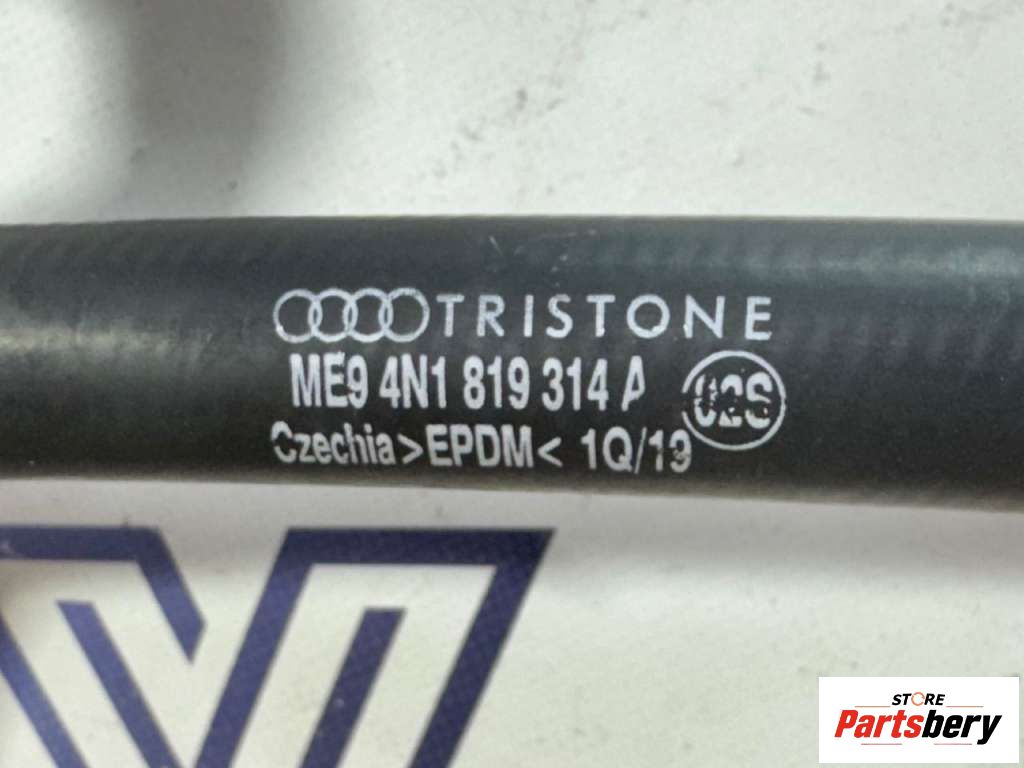 TRISTONE
ME9 4N1 819 314 A
02S
Czechia >EPDM< 1Q/19
STORE
Partsbery